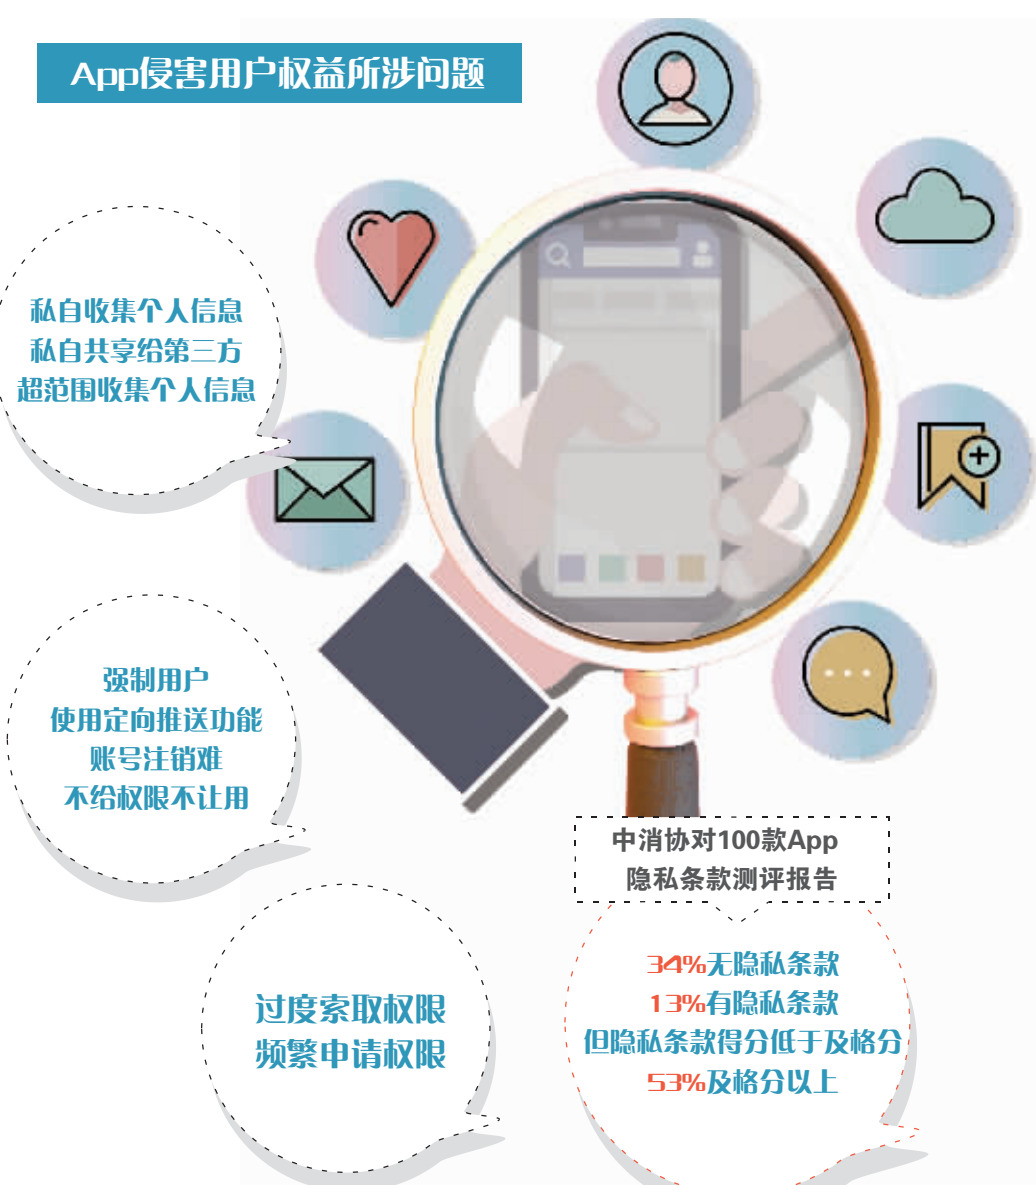 App侵害用户权益所涉问题
私自收集个人信息
私自共享给第三方
超范围收集个人信息
强制用户
使用定向推送功能
账号注销难
不给权限不让用
过度索取权限
频繁申请权限
中消协对100款App
隐私条款测评报告
34%无隐私条款
13%有隐私条款
但隐私条款得分低于及格分
53%及格分以上